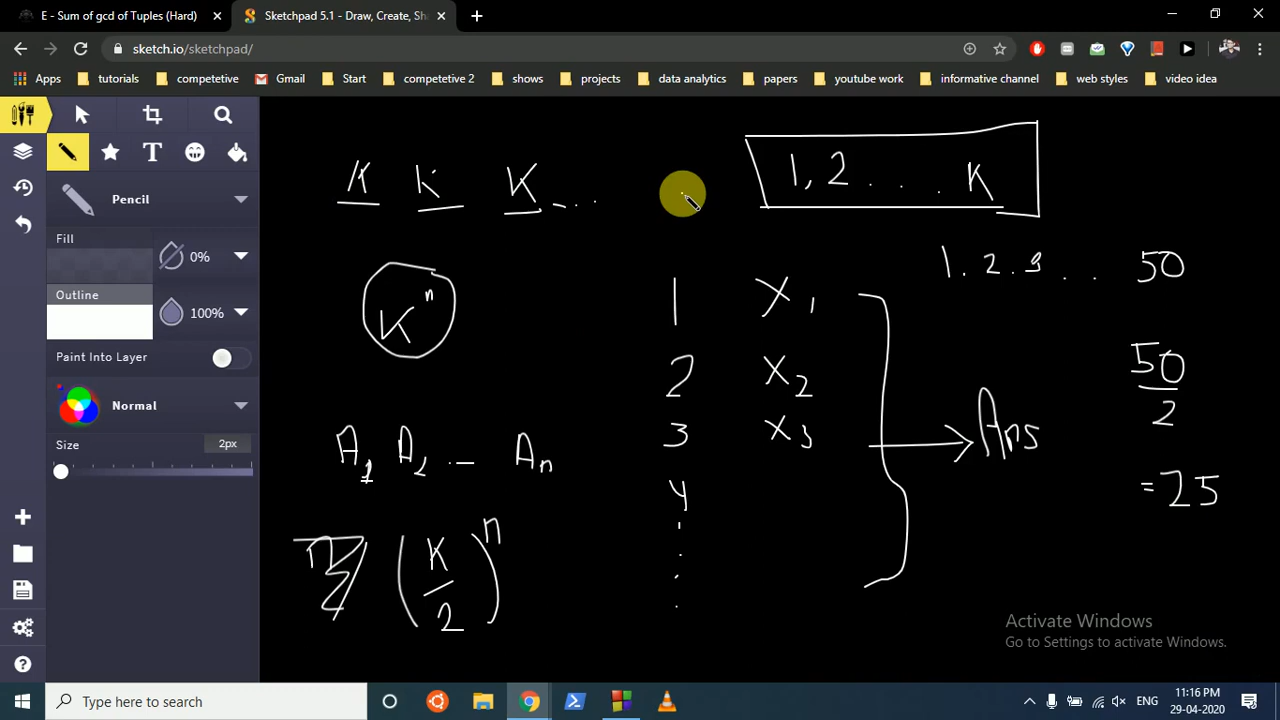 E - Sum of gcd of Tuples (Hard)
Sketchpad 5.1 - Draw, Create, Sha
sketch.io/sketchpad/
Apps tutorials competetive Gmail Start competetive 2 shows projects data analytics papers youtube work informative channel web styles video idea
Pencil
Fill
0%
Outline
100%
Paint Into Layer
Normal
Size
2px
K K K - . .
1, 2 . . . . K
1. 2. 3 . . 50
K^n
1 X1
2 X2
3 X3
4
Ans
50
2
= 25
A1 A2 .. An
(K/2)^n
Activate Windows
Go to Settings to activate Windows.
Type here to search
11:16 PM
29-04-2020